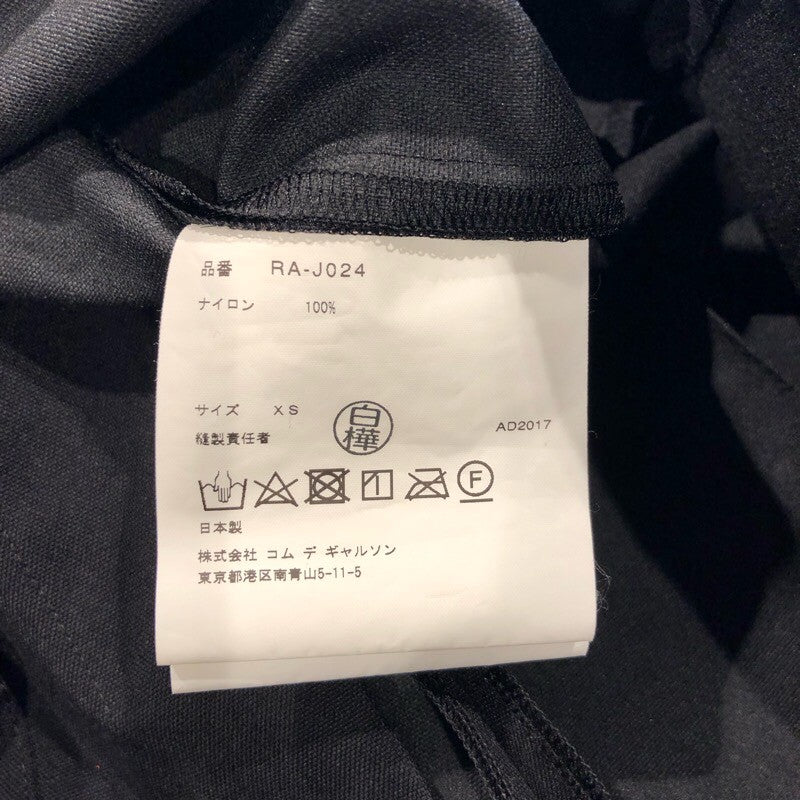 品番 RA-J024
ナイロン 100%
サイズ XS
縫製責任者 白樺 AD2017
F
日本製
株式会社 コム デ ギャルソン
東京都港区南青山5-11-5